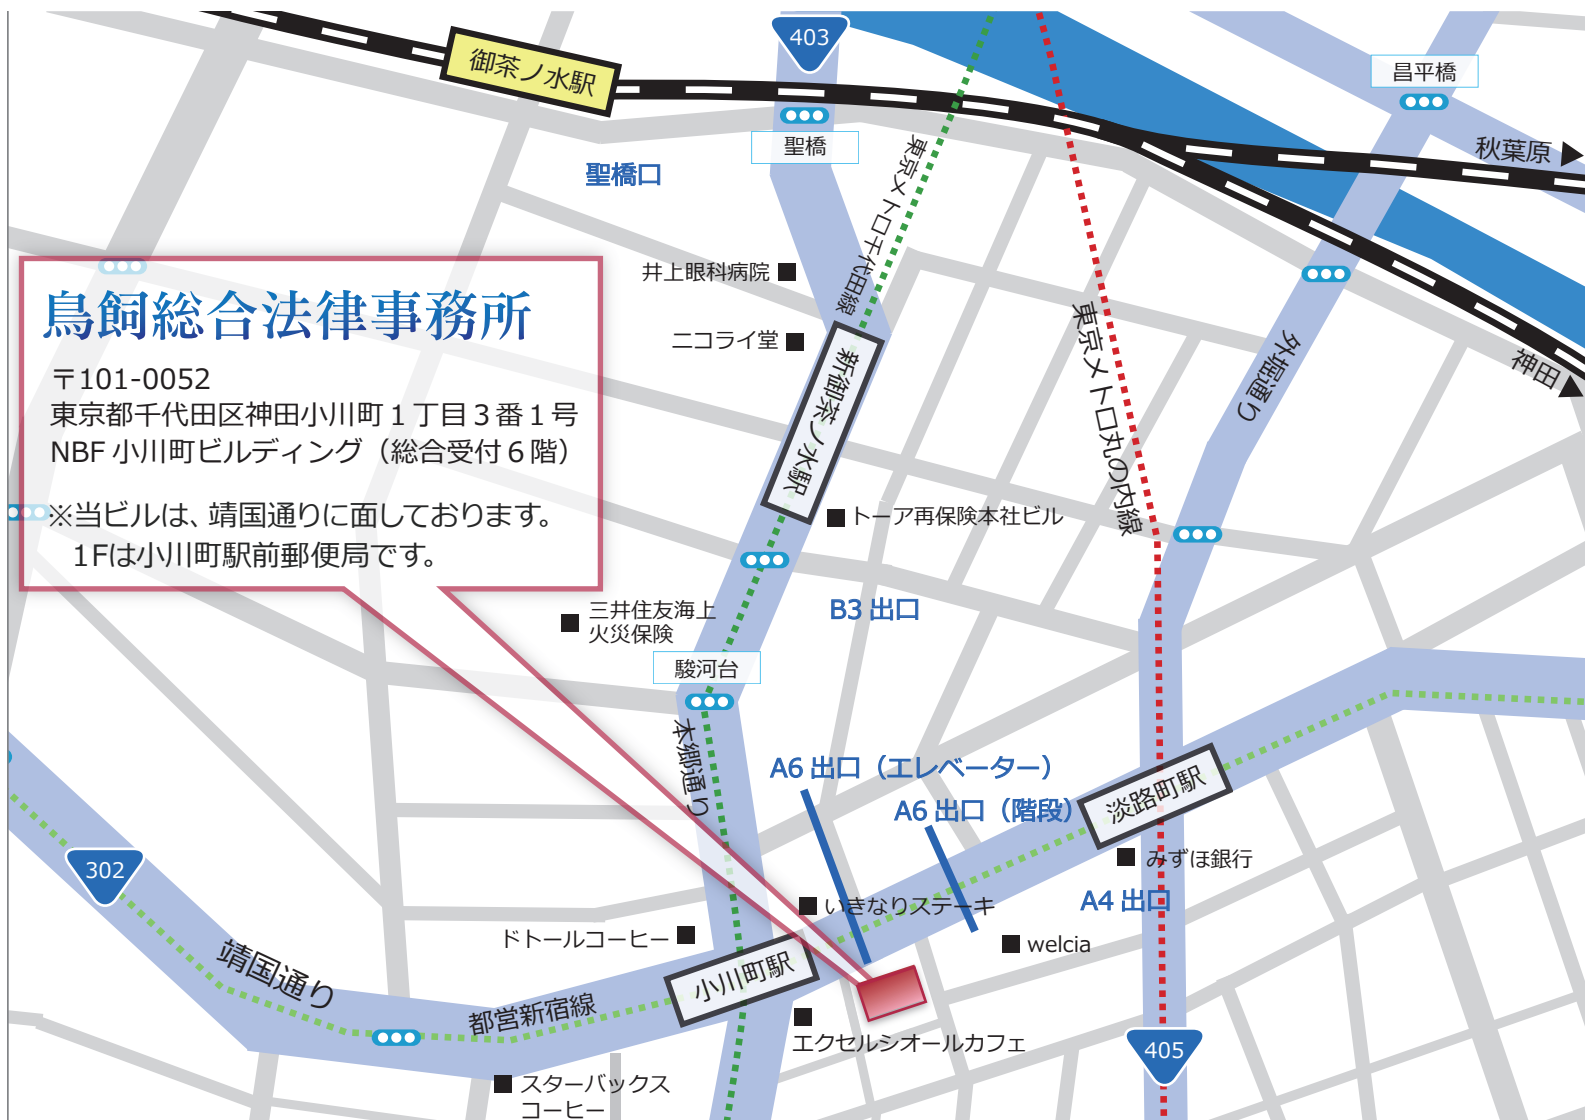 403
御茶ノ水駅
昌平橋
聖橋
秋葉原
聖橋口
東京メトロ千代田線
井上眼科病院
ニコライ堂
新御茶ノ水駅
東京メトロ丸の内線
外堀通り
神田
鳥飼総合法律事務所
〒101-0052
東京都千代田区神田小川町1丁目3番1号
NBF 小川町ビルディング（総合受付6階）
※当ビルは、靖国通りに面しております。
1Fは小川町駅前郵便局です。
トーア再保険本社ビル
B3 出口
三井住友海上
火災保険
駿河台
本郷通り
A6 出口（エレベーター）
A6 出口（階段）
淡路町駅
みずほ銀行
302
いきなりステーキ
A4 出口
ドトールコーヒー
welcia
靖国通り
小川町駅
都営新宿線
エクセルシオールカフェ
405
スターバックス
コーヒー